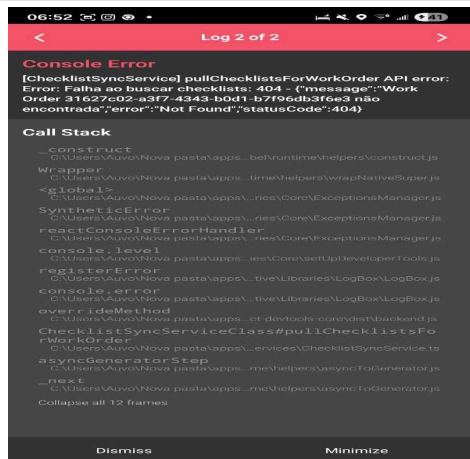 06:52
41
< Log 2 of 2 >
Console Error
[ChecklistSyncService] pullChecklistsForWorkOrder API error:
Error: Falha ao buscar checklists: 404 - {"message":"Work
Order 31627c02-a3f7-4343-b0d1-b7f96db3f6e3 não
encontrada","error":"Not Found","statusCode":404}
Call Stack
_construct
C:\Users\Auvo\Nova pasta\apps...bel\runtime\helpers\construct.js
Wrapper
C:\Users\Auvo\Nova pasta\apps...time\helpers\wrapNativeSuper.js
<global>
C:\Users\Auvo\Nova pasta\apps...ries\Core\ExceptionsManager.js
SyntheticError
C:\Users\Auvo\Nova pasta\apps...ries\Core\ExceptionsManager.js
reactConsoleErrorHandler
C:\Users\Auvo\Nova pasta\apps...ries\Core\ExceptionsManager.js
console.level
C:\Users\Auvo\Nova pasta\apps...es\Core\setUpDeveloperTools.js
registerError
C:\Users\Auvo\Nova pasta\apps...tive\Libraries\LogBox\LogBox.js
console.error
C:\Users\Auvo\Nova pasta\apps...tive\Libraries\LogBox\LogBox.js
overrideMethod
C:\Users\Auvo\Nova pasta\apps...ct-devtools-core\dist\backend.js
ChecklistSyncServiceClass#pullChecklistsFo
rWorkOrder
C:\Users\Auvo\Nova pasta\apps...ervices\ChecklistSyncService.ts
asyncGeneratorStep
C:\Users\Auvo\Nova pasta\apps...me\helpers\asyncToGenerator.js
_next
C:\Users\Auvo\Nova pasta\apps...me\helpers\asyncToGenerator.js
Collapse all 12 frames
Dismiss Minimize